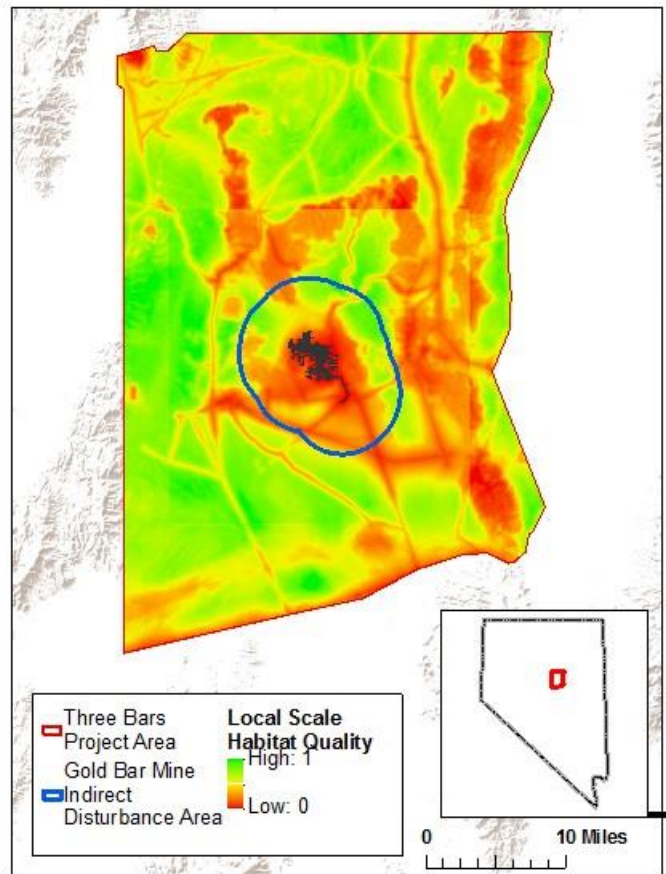 Three Bars
Project Area
Gold Bar Mine
Indirect
Disturbance Area
Local Scale
Habitat Quality
High: 1
Low: 0
0 10 Miles